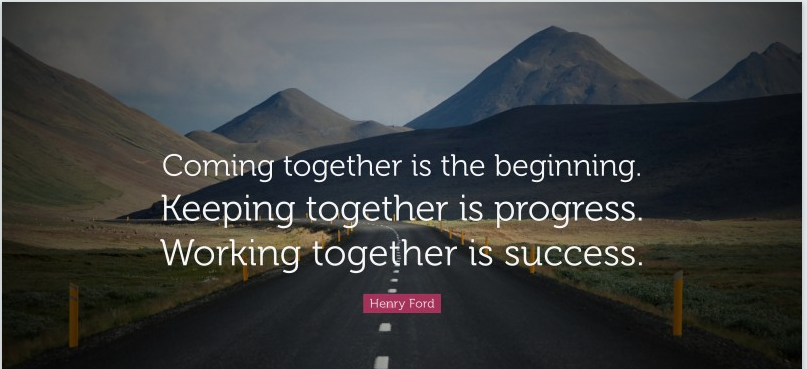 Coming together is the beginning.
Keeping together is progress.
Working together is success.
Henry Ford